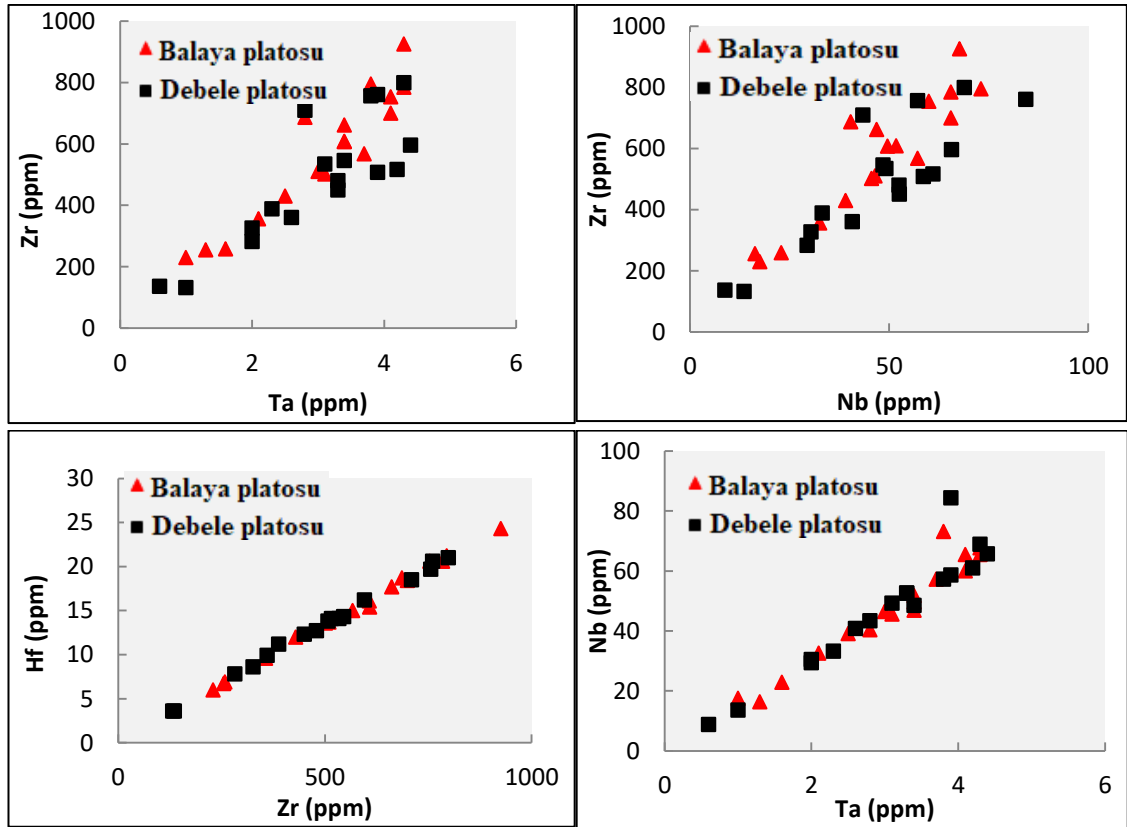 1000
800
600
400
200
0
0 2 4 6
Zr (ppm)
Ta (ppm)
Balaya platosu
Debele platosu
1000
800
600
400
200
0
0 50 100
Zr (ppm)
Nb (ppm)
Balaya platosu
Debele platosu
30
25
20
15
10
5
0
0 500 1000
Hf (ppm)
Zr (ppm)
Balaya platosu
Debele platosu
100
80
60
40
20
0
0 2 4 6
Nb (ppm)
Ta (ppm)
Balaya platosu
Debele platosu